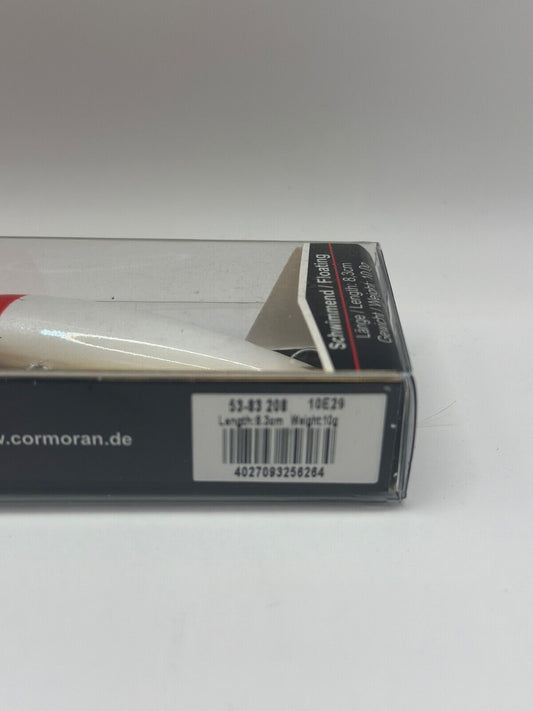 Schwimmend / Floating
Länge / Length: 8.3cm
Gewicht / Weight: 10.0g
w.cormoran.de
53-83 208 10E29
Length:8.3cm Weight:10g
4027093256264